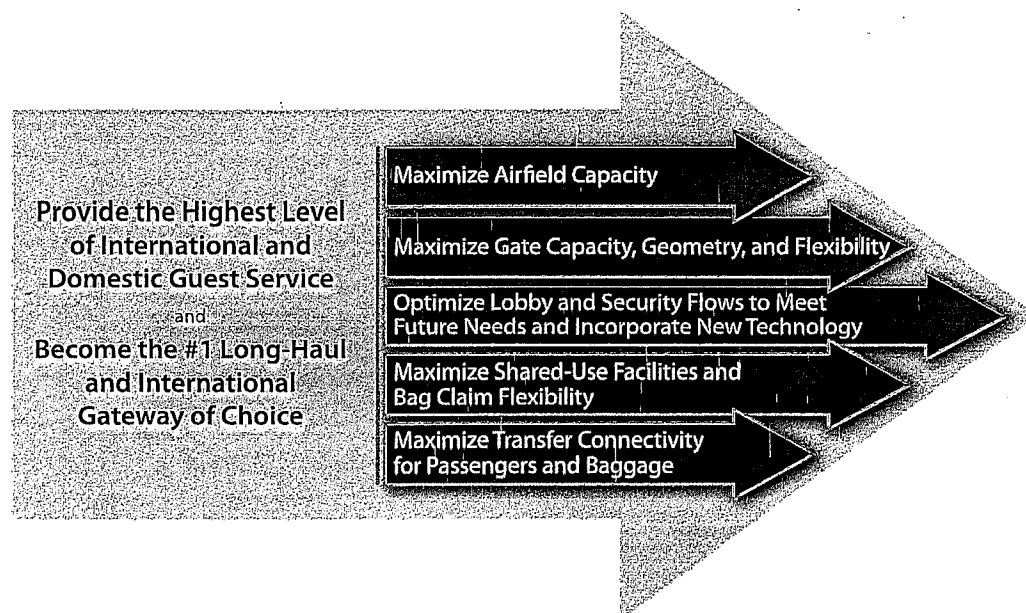 Provide the Highest Level
of International and
Domestic Guest Service
and
Become the #1 Long-Haul
and International
Gateway of Choice
Maximize Airfield Capacity
Maximize Gate Capacity, Geometry, and Flexibility
Optimize Lobby and Security Flows to Meet
Future Needs and Incorporate New Technology
Maximize Shared-Use Facilities and
Bag Claim Flexibility
Maximize Transfer Connectivity
for Passengers and Baggage